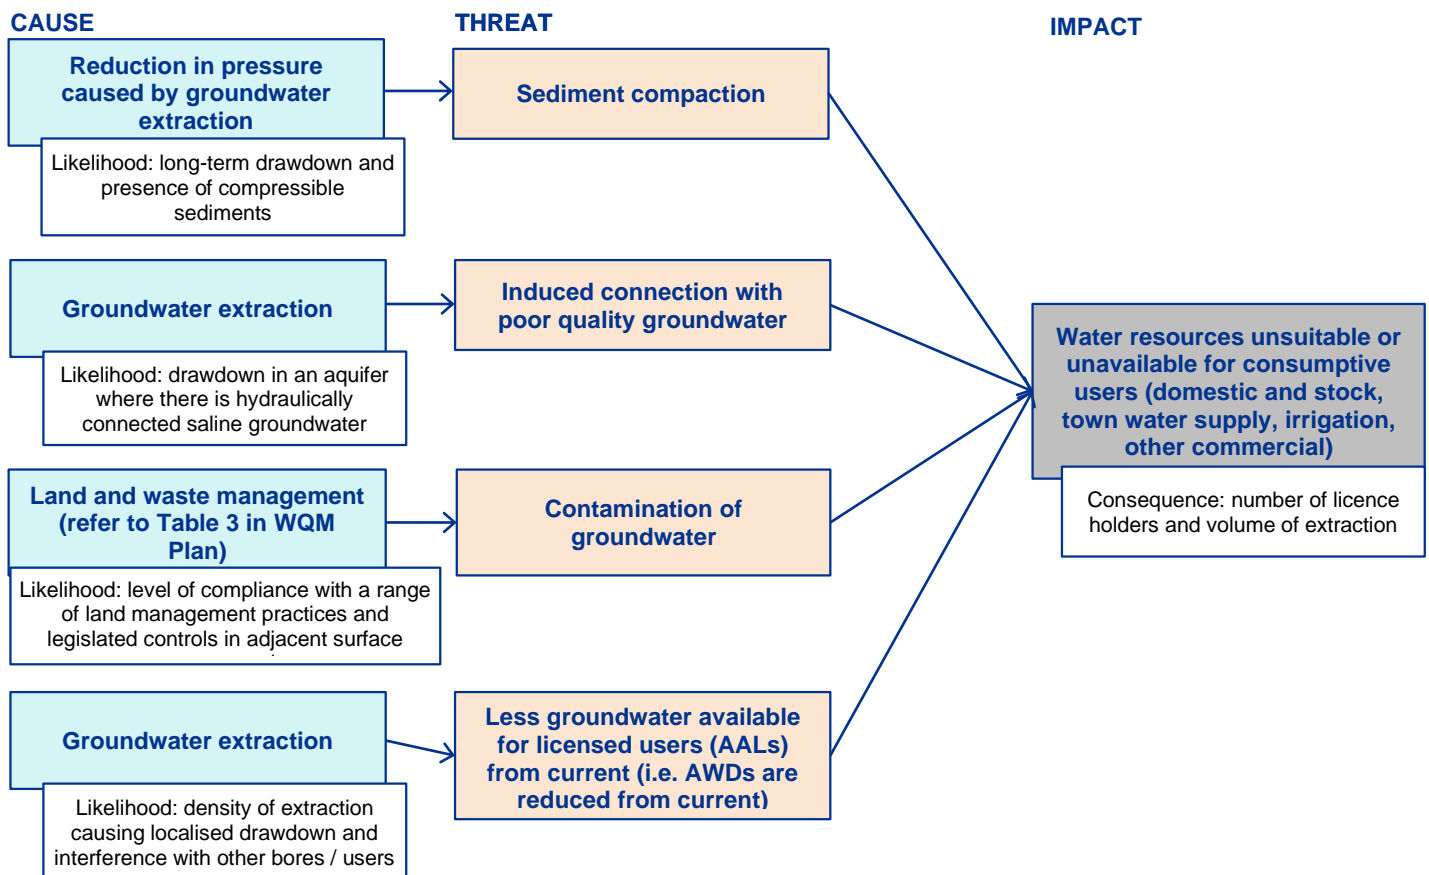 CAUSE
THREAT
IMPACT
Reduction in pressure
caused by groundwater
extraction
Likelihood: long-term drawdown and
presence of compressible
sediments
Sediment compaction
Groundwater extraction
Likelihood: drawdown in an aquifer
where there is hydraulically
connected saline groundwater
Induced connection with
poor quality groundwater
Land and waste management
(refer to Table 3 in WQM
Plan)
Likelihood: level of compliance with a range
of land management practices and
legislated controls in adjacent surface
Contamination of
groundwater
Groundwater extraction
Likelihood: density of extraction
causing localised drawdown and
interference with other bores / users
Less groundwater available
for licensed users (AALs)
from current (i.e. AWDs are
reduced from current)
Water resources unsuitable or
unavailable for consumptive
users (domestic and stock,
town water supply, irrigation,
other commercial)
Consequence: number of licence
holders and volume of extraction